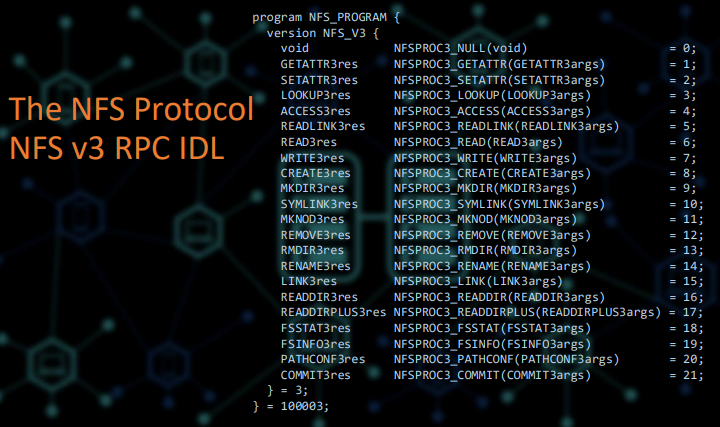 The NFS Protocol
NFS v3 RPC IDL
program NFS_PROGRAM {
version NFS_V3 {
void NFSPROC3_NULL(void) = 0;
GETATTR3res NFSPROC3_GETATTR(GETATTR3args) = 1;
SETATTR3res NFSPROC3_SETATTR(SETATTR3args) = 2;
LOOKUP3res NFSPROC3_LOOKUP(LOOKUP3args) = 3;
ACCESS3res NFSPROC3_ACCESS(ACCESS3args) = 4;
READLINK3res NFSPROC3_READLINK(READLINK3args) = 5;
READ3res NFSPROC3_READ(READ3args) = 6;
WRITE3res NFSPROC3_WRITE(WRITE3args) = 7;
CREATE3res NFSPROC3_CREATE(CREATE3args) = 8;
MKDIR3res NFSPROC3_MKDIR(MKDIR3args) = 9;
SYMLINK3res NFSPROC3_SYMLINK(SYMLINK3args) = 10;
MKNOD3res NFSPROC3_MKNOD(MKNOD3args) = 11;
REMOVE3res NFSPROC3_REMOVE(REMOVE3args) = 12;
RMDIR3res NFSPROC3_RMDIR(RMDIR3args) = 13;
RENAME3res NFSPROC3_RENAME(RENAME3args) = 14;
LINK3res NFSPROC3_LINK(LINK3args) = 15;
READDIR3res NFSPROC3_READDIR(READDIR3args) = 16;
READDIRPLUS3res NFSPROC3_READDIRPLUS(READDIRPLUS3args) = 17;
FSSTAT3res NFSPROC3_FSSTAT(FSSTAT3args) = 18;
FSINFO3res NFSPROC3_FSINFO(FSINFO3args) = 19;
PATHCONF3res NFSPROC3_PATHCONF(PATHCONF3args) = 20;
COMMIT3res NFSPROC3_COMMIT(COMMIT3args) = 21;
} = 3;
} = 100003;